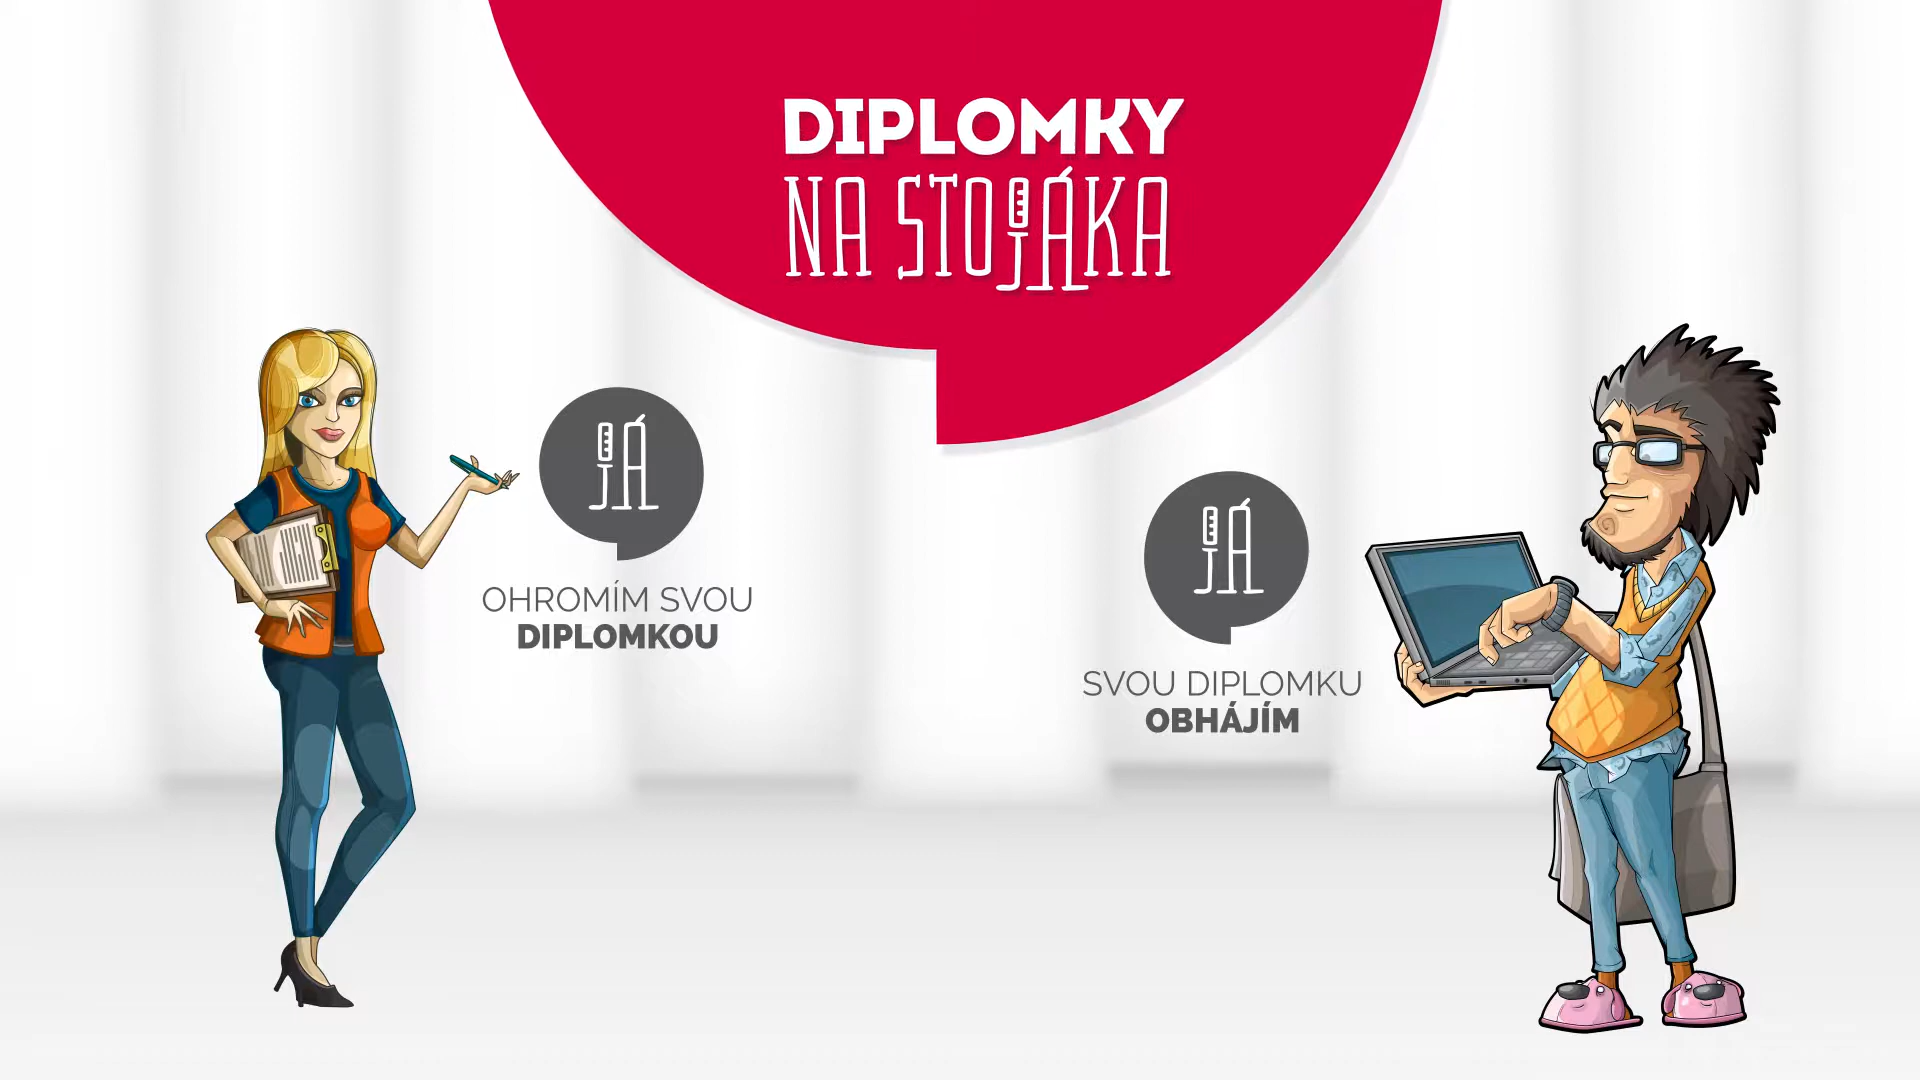 DIPLOMKY
NA STOJÁKA
JÁ
OHROMÍM SVOU
DIPLOMKOU
JÁ
SVOU DIPLOMKU
OBHÁJÍM